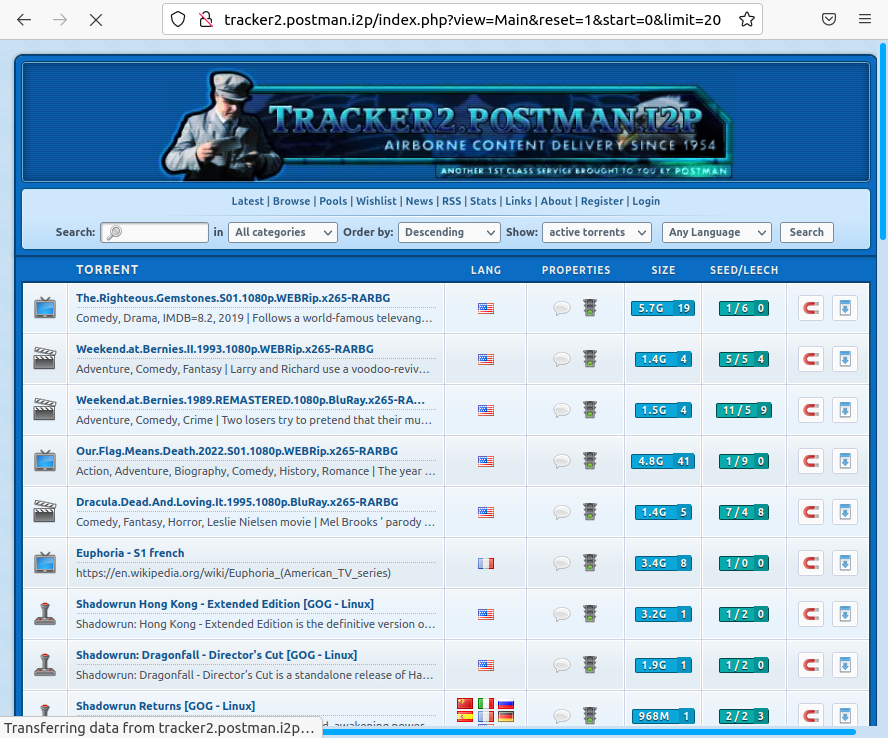 tracker2.postman.i2p/index.php?view=Main&reset=1&start=0&limit=20
TRACKER2.POSTMAN.I2P
AIRBORNE CONTENT DELIVERY SINCE 1954
ANOTHER 1ST CLASS SERVICE BROUGHT TO YOU BY POSTMAN
Latest | Browse | Pools | Wishlist | News | RSS | Stats | Links | About | Register | Login
Search: in All categories Order by: Descending Show: active torrents Any Language Search
TORRENT LANG PROPERTIES SIZE SEED/LEECH
The.Righteous.Gemstones.S01.1080p.WEBRip.x265-RARBG 5.7G 19 1 / 6 0
Comedy, Drama, IMDB=8.2, 2019 | Follows a world-famous televang…
Weekend.at.Bernies.II.1993.1080p.WEBRip.x265-RARBG 1.4G 4 5 / 5 4
Adventure, Comedy, Fantasy | Larry and Richard use a voodoo-reviv…
Weekend.at.Bernies.1989.REMASTERED.1080p.BluRay.x265-RA… 1.5G 4 11 / 5 9
Adventure, Comedy, Crime | Two losers try to pretend that their mu…
Our.Flag.Means.Death.2022.S01.1080p.WEBRip.x265-RARBG 4.8G 41 1 / 9 0
Action, Adventure, Biography, Comedy, History, Romance | The year …
Dracula.Dead.And.Loving.It.1995.1080p.BluRay.x265-RARBG 1.4G 5 7 / 4 8
Comedy, Fantasy, Horror, Leslie Nielsen movie | Mel Brooks ' parody …
Euphoria - S1 french 3.4G 8 1 / 0 0
https://en.wikipedia.org/wiki/Euphoria_(American_TV_series)
Shadowrun Hong Kong - Extended Edition [GOG - Linux] 3.2G 1 1 / 2 0
Shadowrun: Hong Kong - Extended Edition is the definitive version o…
Shadowrun: Dragonfall - Director's Cut [GOG - Linux] 1.9G 1 1 / 2 0
Shadowrun: Dragonfall – Director's Cut is a standalone release of Ha…
Shadowrun Returns [GOG - Linux] 968M 1 2 / 2 3
awakening power
Transferring data from tracker2.postman.i2p…